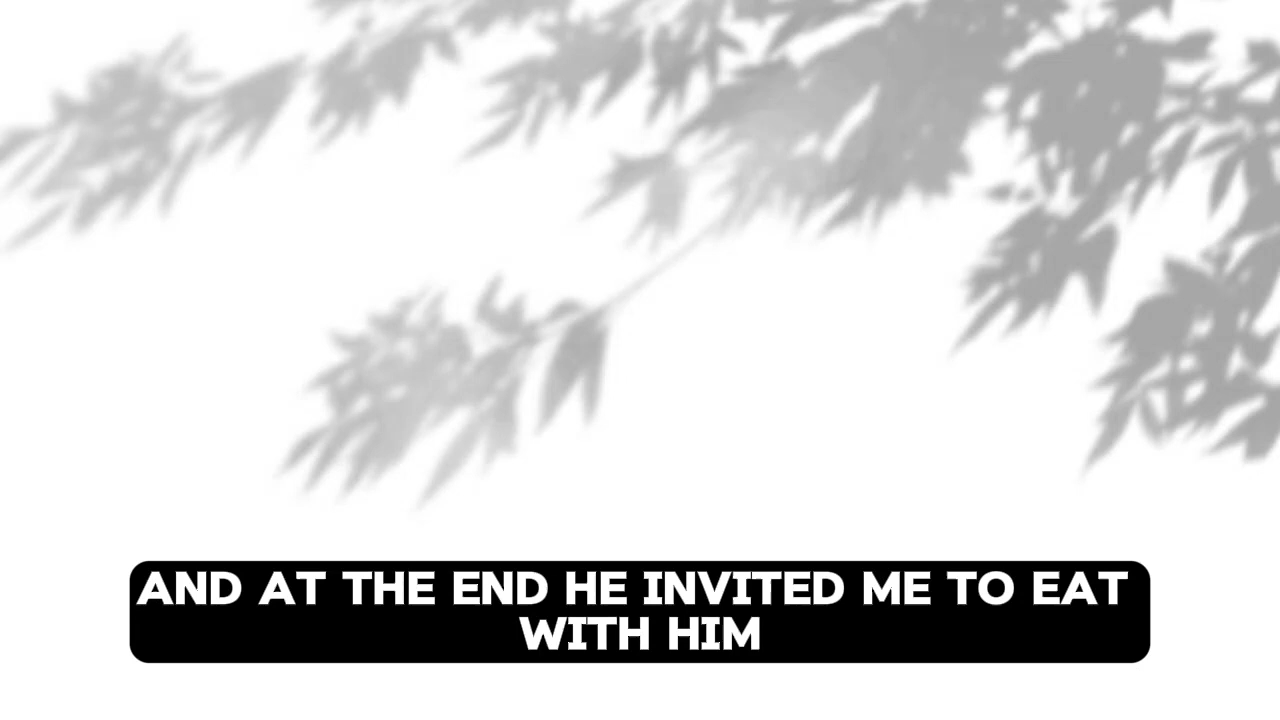 AND AT THE END HE INVITED ME TO EAT
WITH HIM